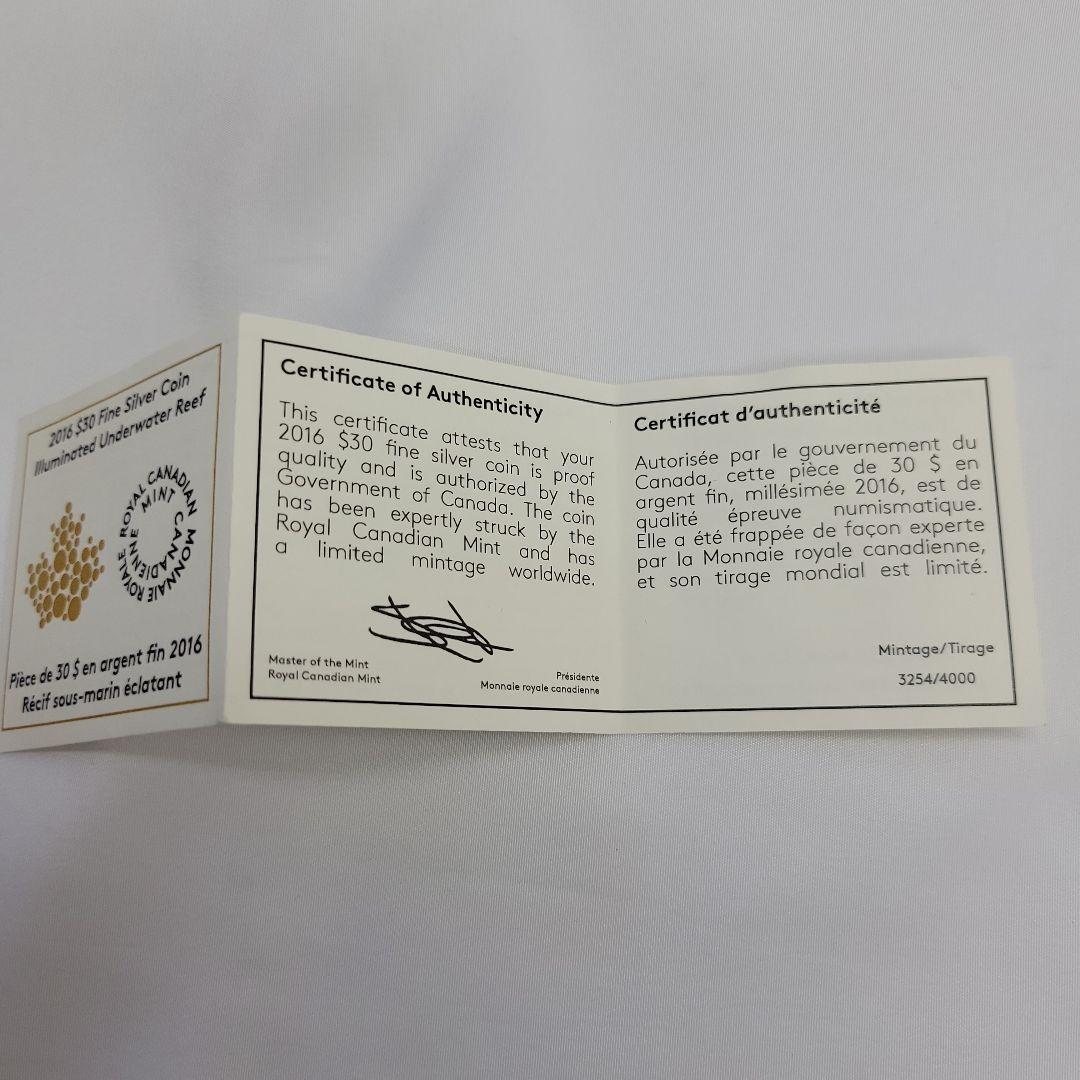 2016 $30 Fine Silver Coin
Illuminated Underwater Reef
ROYAL CANADIAN MINT
MONNAIE ROYALE CANADIENNE
Pièce de 30 $ en argent fin 2016
Récif sous-marin éclatant
Certificate of Authenticity
This certificate attests that your
2016 $30 fine silver coin is proof
quality and is authorized by the
Government of Canada. The coin
has been expertly struck by the
Royal Canadian Mint and has
a limited mintage worldwide.
Master of the Mint
Royal Canadian Mint
Présidente
Monnaie royale canadienne
Certificat d'authenticité
Autorisée par le gouvernement du
Canada, cette pièce de 30 $ en
argent fin, millésimée 2016, est de
qualité épreuve numismatique.
Elle a été frappée de façon experte
par la Monnaie royale canadienne,
et son tirage mondial est limité.
Mintage/Tirage
3254/4000